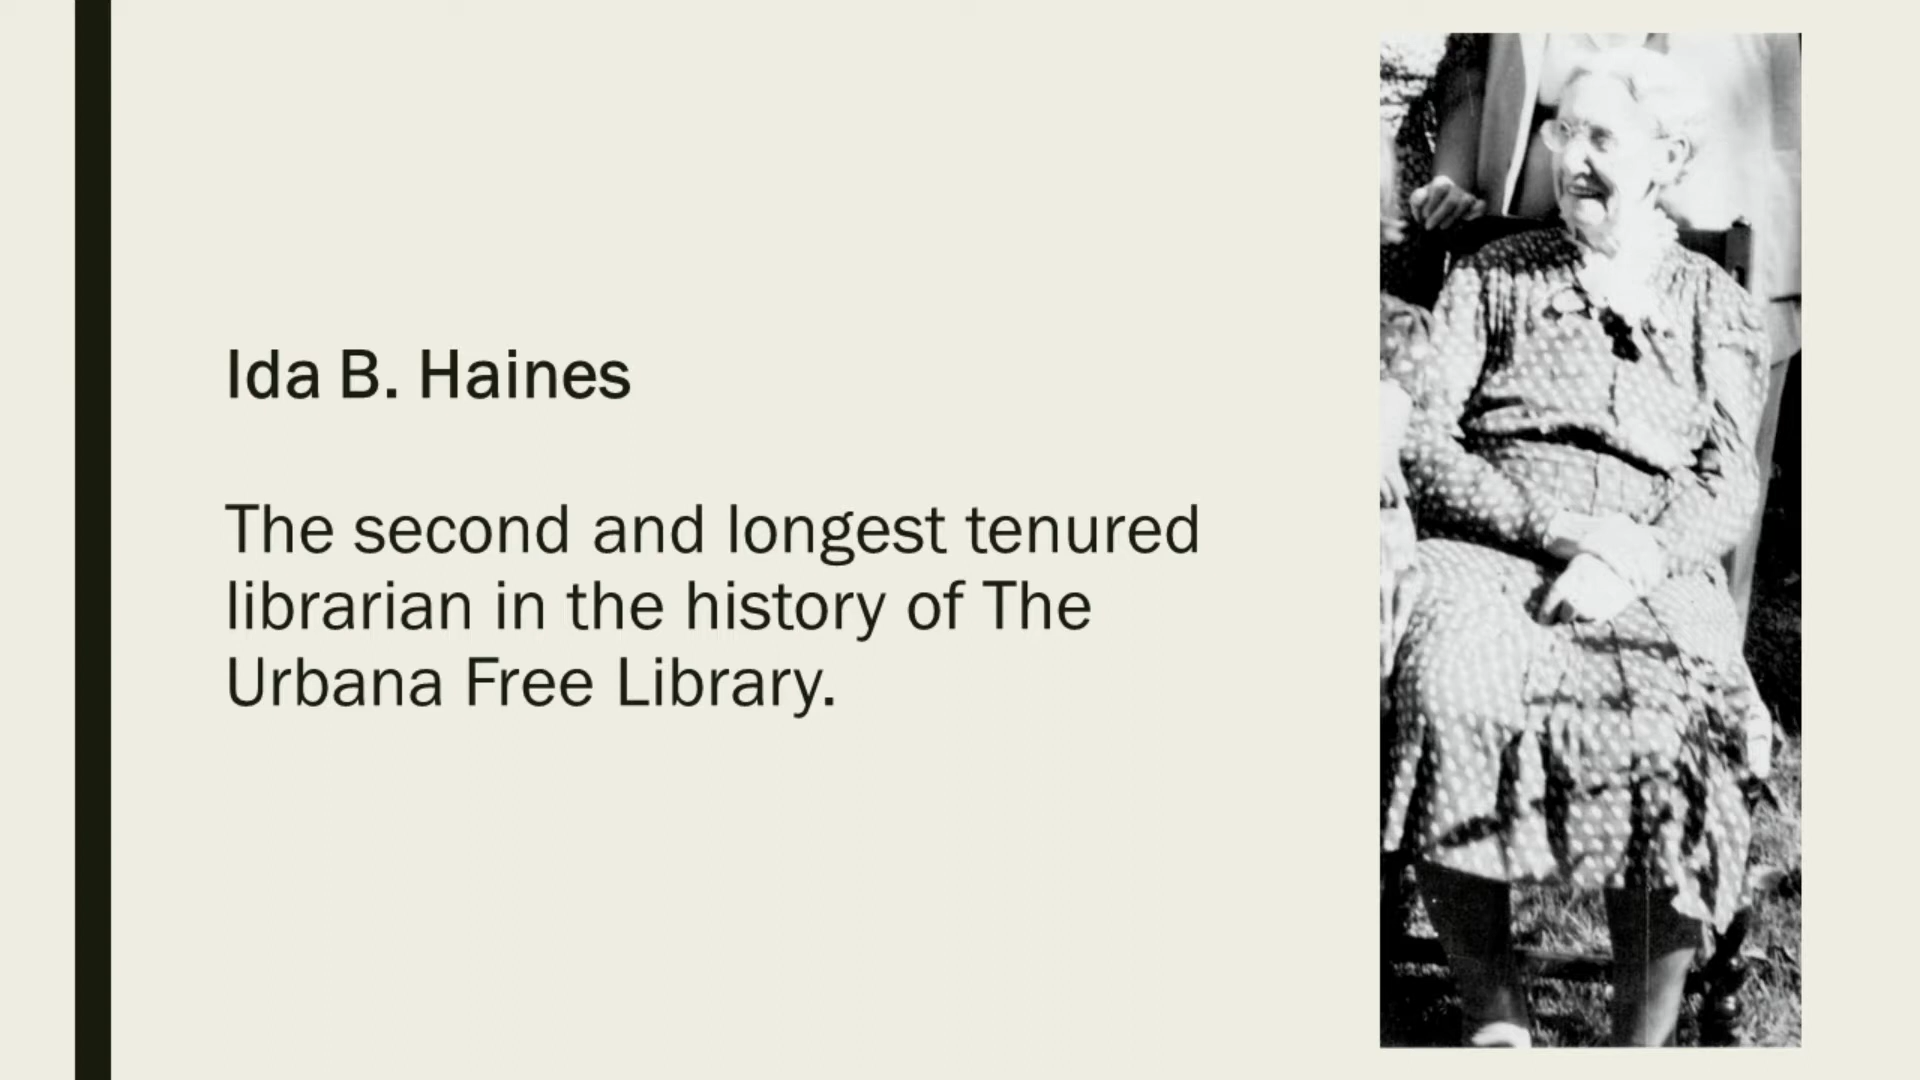 Ida B. Haines
The second and longest tenured
librarian in the history of The
Urbana Free Library.